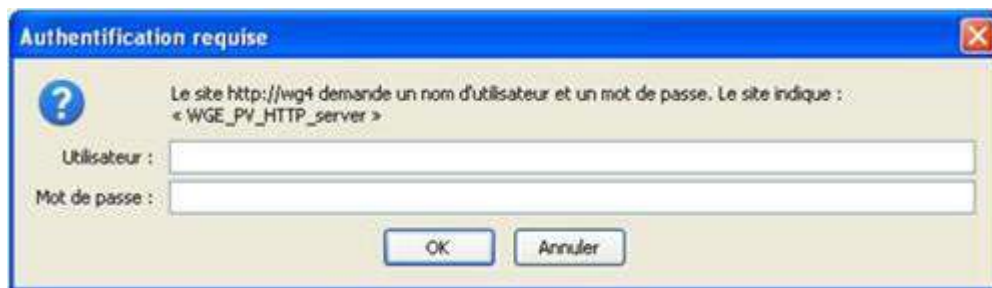 Authentification requise
Le site http://wg4 demande un nom d'utilisateur et un mot de passe. Le site indique :
« WGE_PV_HTTP_server »
Utilisateur :
Mot de passe :
OK Annuler